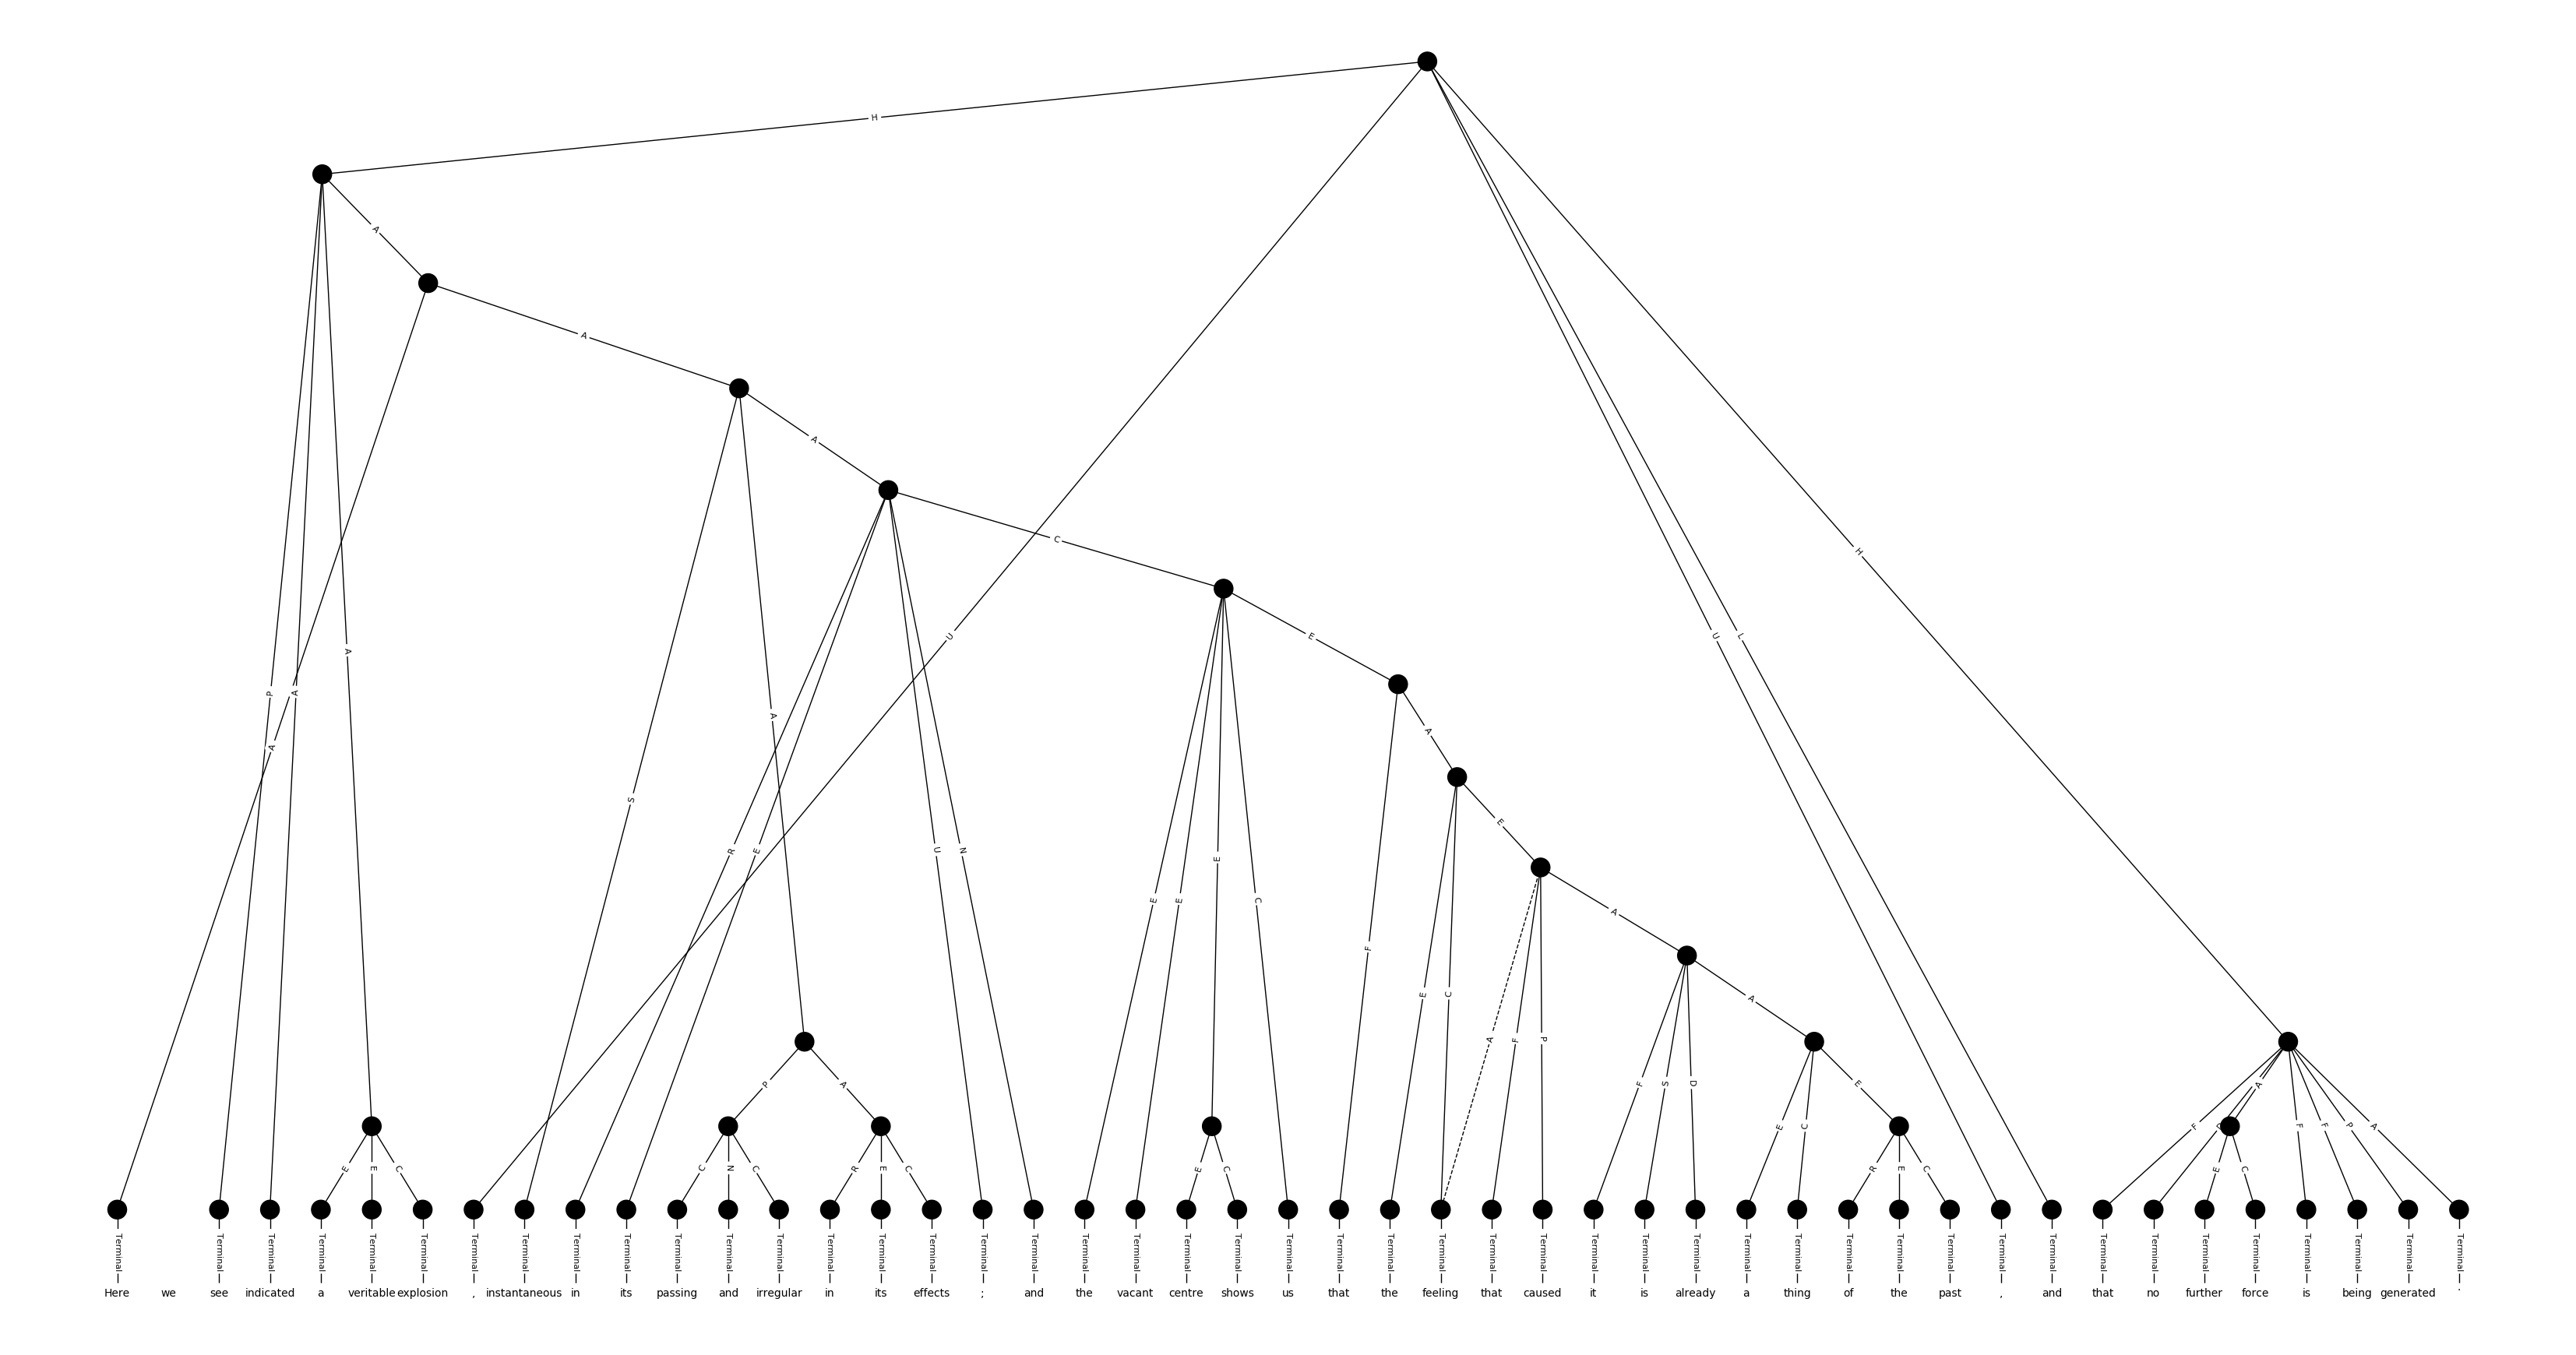 H
A
A
A
C
H
U
U L
E
A
P A
A
A
A
S
R E U N
E E E C
A
E
F
A
E C
A F P
A
F S D
E
P A
A
E C
F D A F F P A
E E C
C N C
R E C
E C
R E C
E C
Terminal Terminal Terminal Terminal Terminal Terminal Terminal Terminal Terminal Terminal Terminal Terminal Terminal Terminal Terminal Terminal Terminal Terminal Terminal Terminal Terminal Terminal Terminal Terminal Terminal Terminal Terminal Terminal Terminal Terminal Terminal Terminal Terminal Terminal Terminal Terminal Terminal Terminal Terminal Terminal Terminal Terminal Terminal Terminal Terminal Terminal
Here we see indicated a veritable explosion , instantaneous in its passing and irregular in its effects ; and the vacant centre shows us that the feeling that caused it is already a thing of the past , and that no further force is being generated .